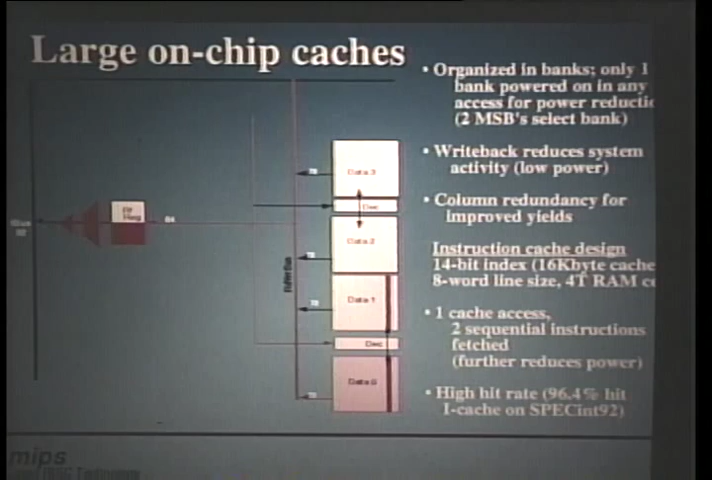 Large on-chip caches
• Organized in banks; only 1
bank powered on in any
access for power reductio
(2 MSB's select bank)
• Writeback reduces system
activity (low power)
• Column redundancy for
improved yields
Instruction cache design
14-bit index (16Kbyte cache
8-word line size, 4T RAM ce
• 1 cache access,
2 sequential instructions
fetched
(further reduces power)
• High hit rate (96.4% hit
I-cache on SPECint92)
Data 3
Dec
Data 2
Data 1
Dec
Data 0
64
mips